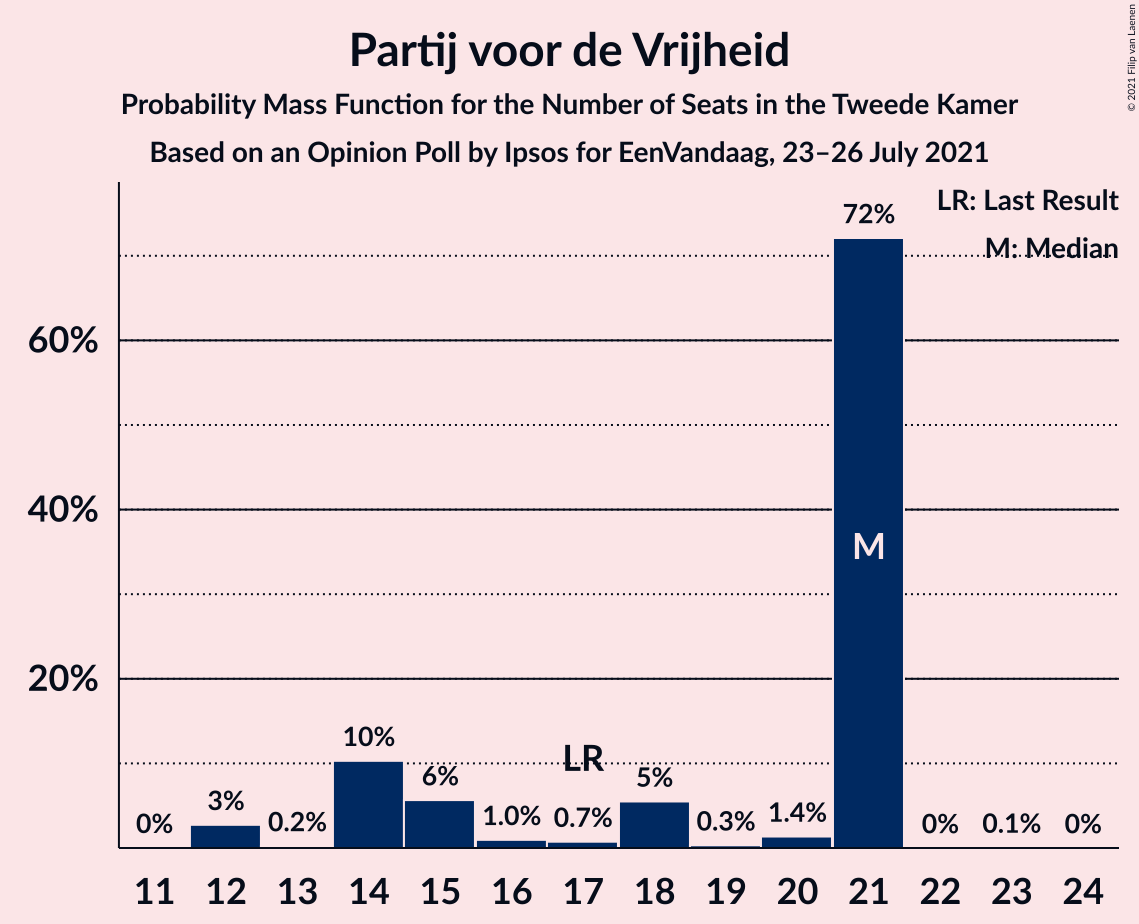 Partij voor de Vrijheid
Probability Mass Function for the Number of Seats in the Tweede Kamer
Based on an Opinion Poll by Ipsos for EenVandaag, 23–26 July 2021
© 2021 Filip van Laenen
LR: Last Result
M: Median
60%
40%
20%
0%
3%
0.2%
10%
6%
1.0%
0.7%
LR
5%
0.3%
1.4%
72%
M
0%
0.1%
0%
11 12 13 14 15 16 17 18 19 20 21 22 23 24